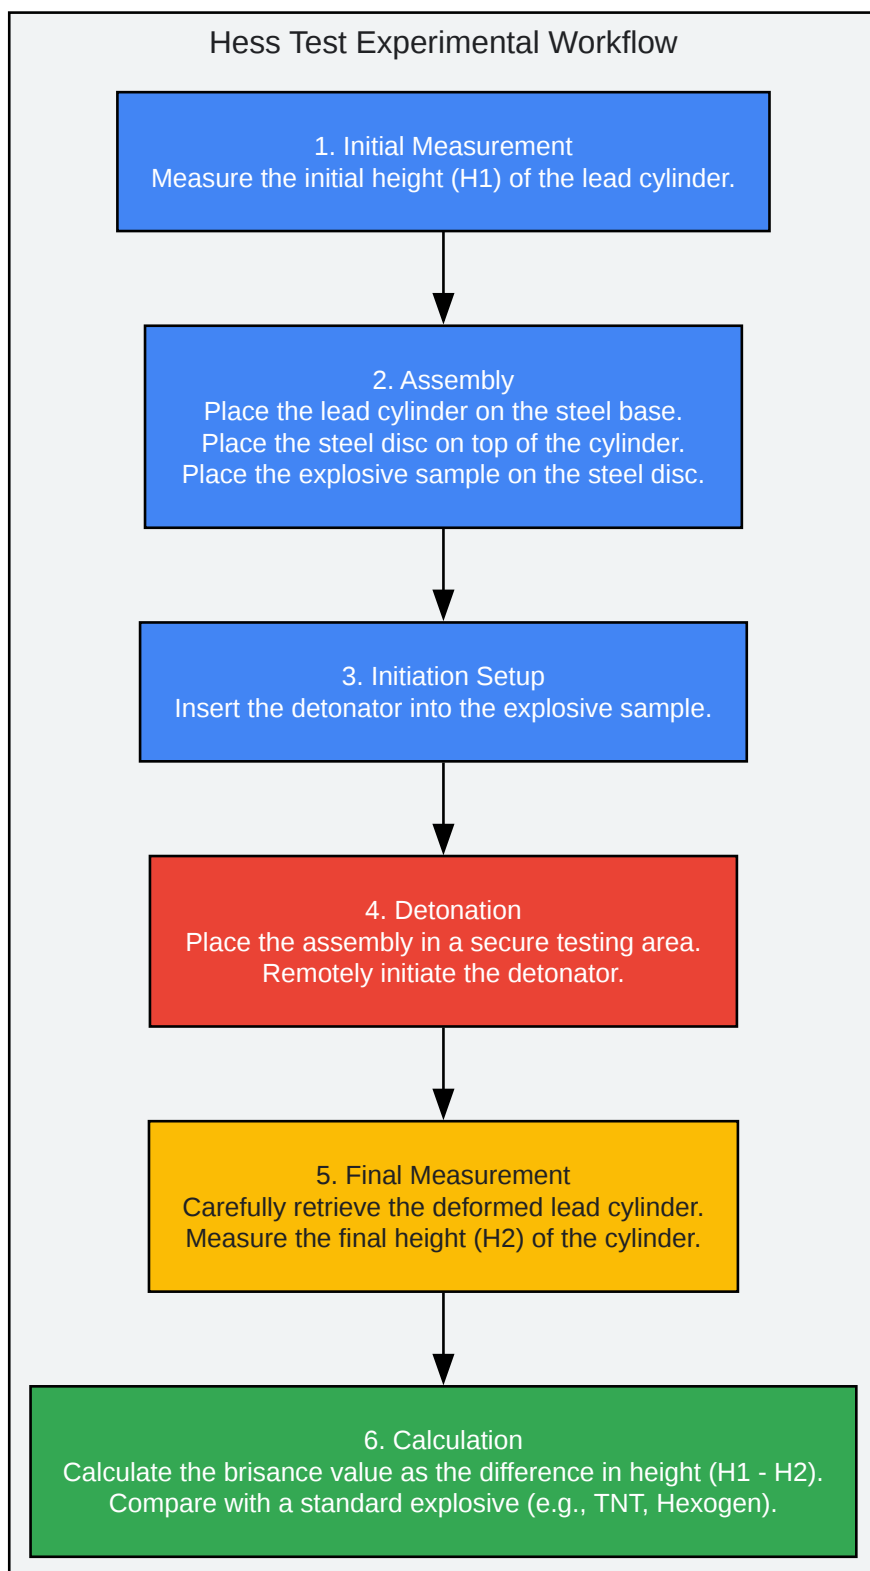 Hess Test Experimental Workflow
1. Initial Measurement
Measure the initial height (H1) of the lead cylinder.
2. Assembly
Place the lead cylinder on the steel base.
Place the steel disc on top of the cylinder.
Place the explosive sample on the steel disc.
3. Initiation Setup
Insert the detonator into the explosive sample.
4. Detonation
Place the assembly in a secure testing area.
Remotely initiate the detonator.
5. Final Measurement
Carefully retrieve the deformed lead cylinder.
Measure the final height (H2) of the cylinder.
6. Calculation
Calculate the brisance value as the difference in height (H1 - H2).
Compare with a standard explosive (e.g., TNT, Hexogen).